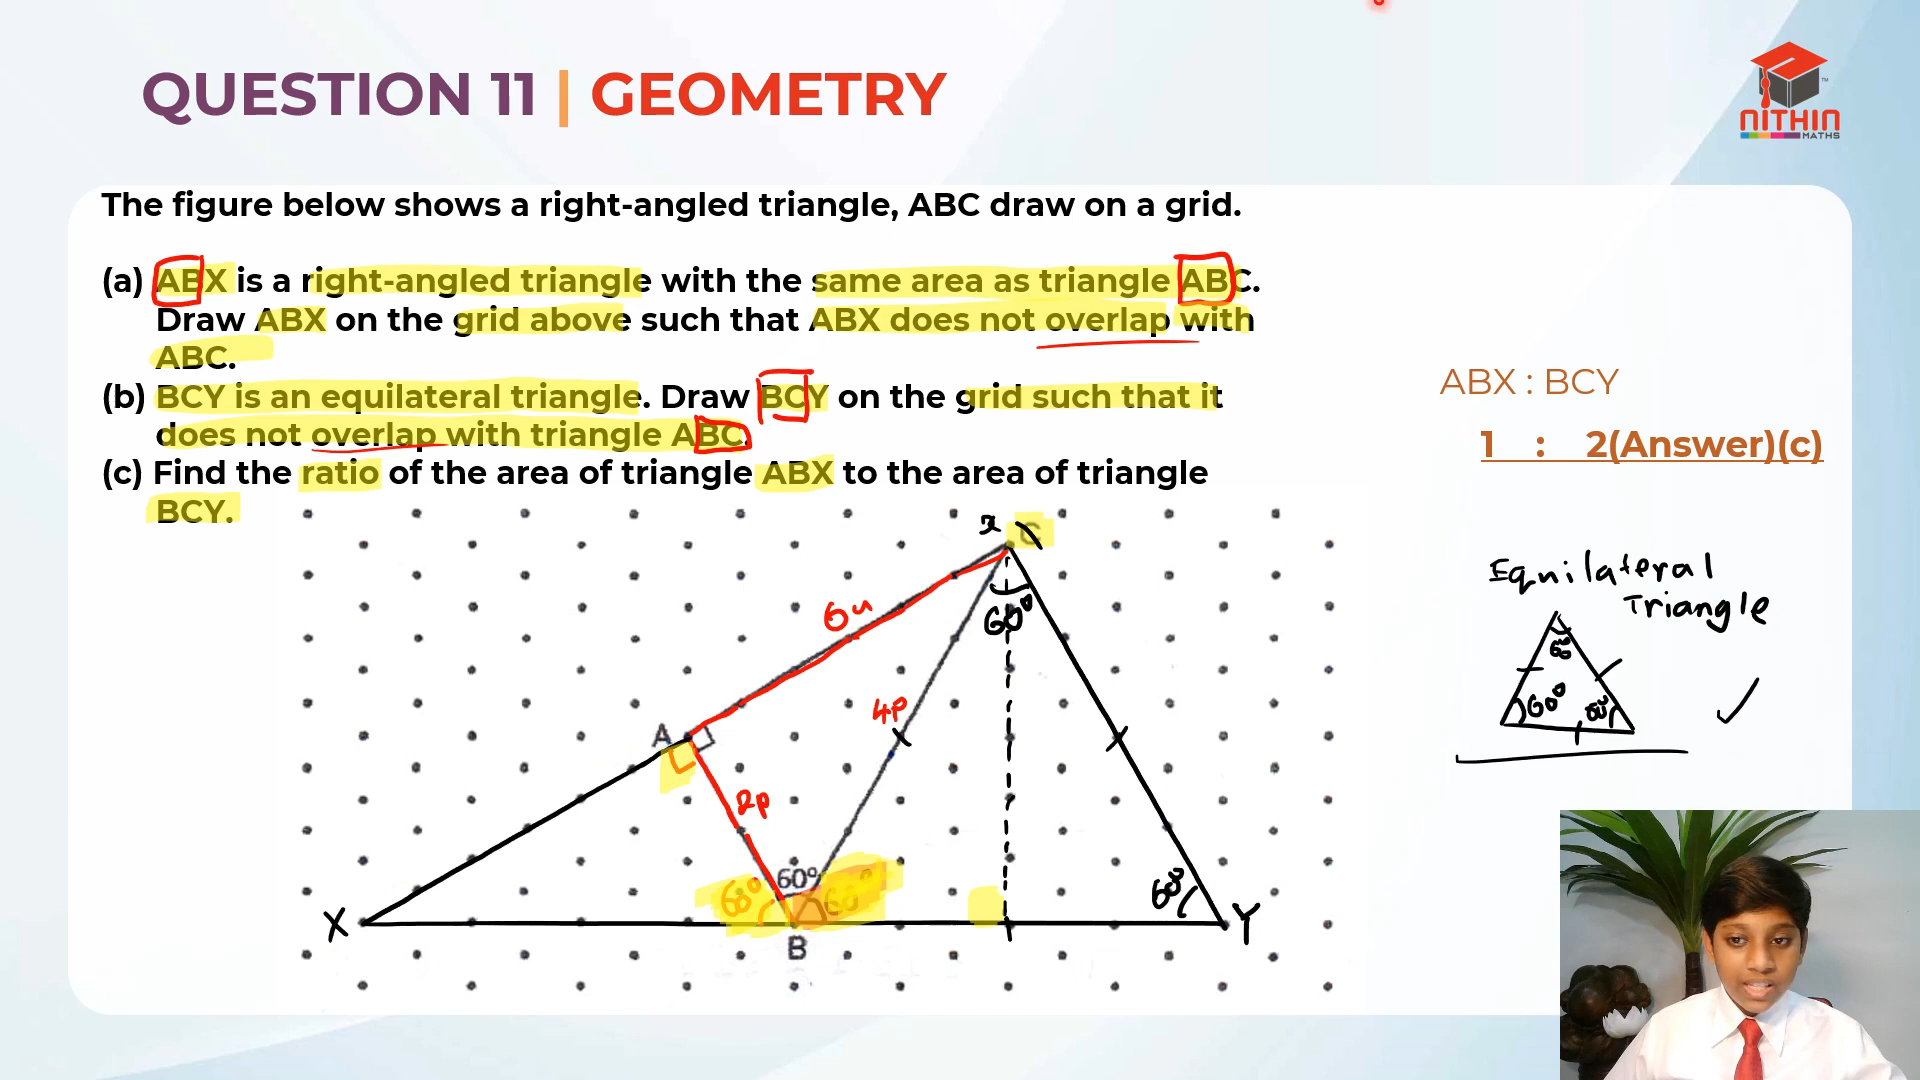 QUESTION 11 | GEOMETRY
NITHIN
MATHS
TM
The figure below shows a right-angled triangle, ABC draw on a grid.
(a) ABX is a right-angled triangle with the same area as triangle ABC.
Draw ABX on the grid above such that ABX does not overlap with
ABC.
(b) BCY is an equilateral triangle. Draw BCY on the grid such that it
does not overlap with triangle ABC.
(c) Find the ratio of the area of triangle ABX to the area of triangle
BCY.
ABX : BCY
1 : 2(Answer)(c)
Equilateral
Triangle
60°
60°
60°
x C
60°
6u
4p
A
2p
60°
60°
60°
60°
X
Y
B